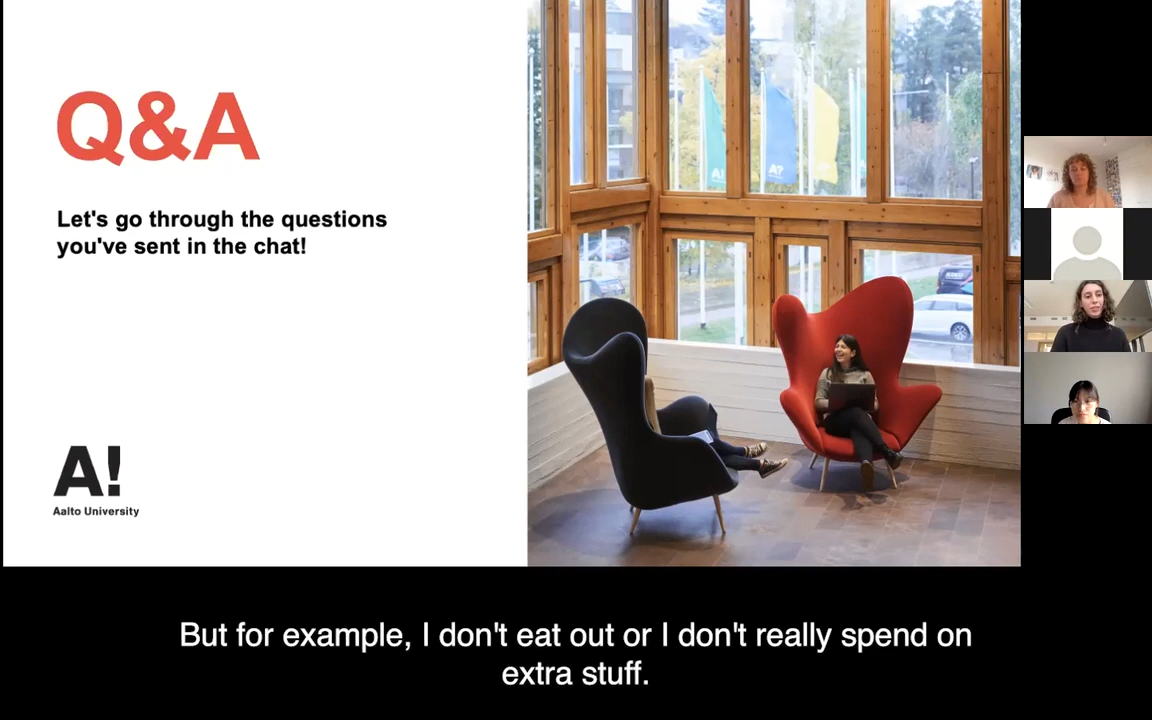 Q&A
Let's go through the questions
you've sent in the chat!
A!
Aalto University
A!
A?
But for example, I don't eat out or I don't really spend on
extra stuff.